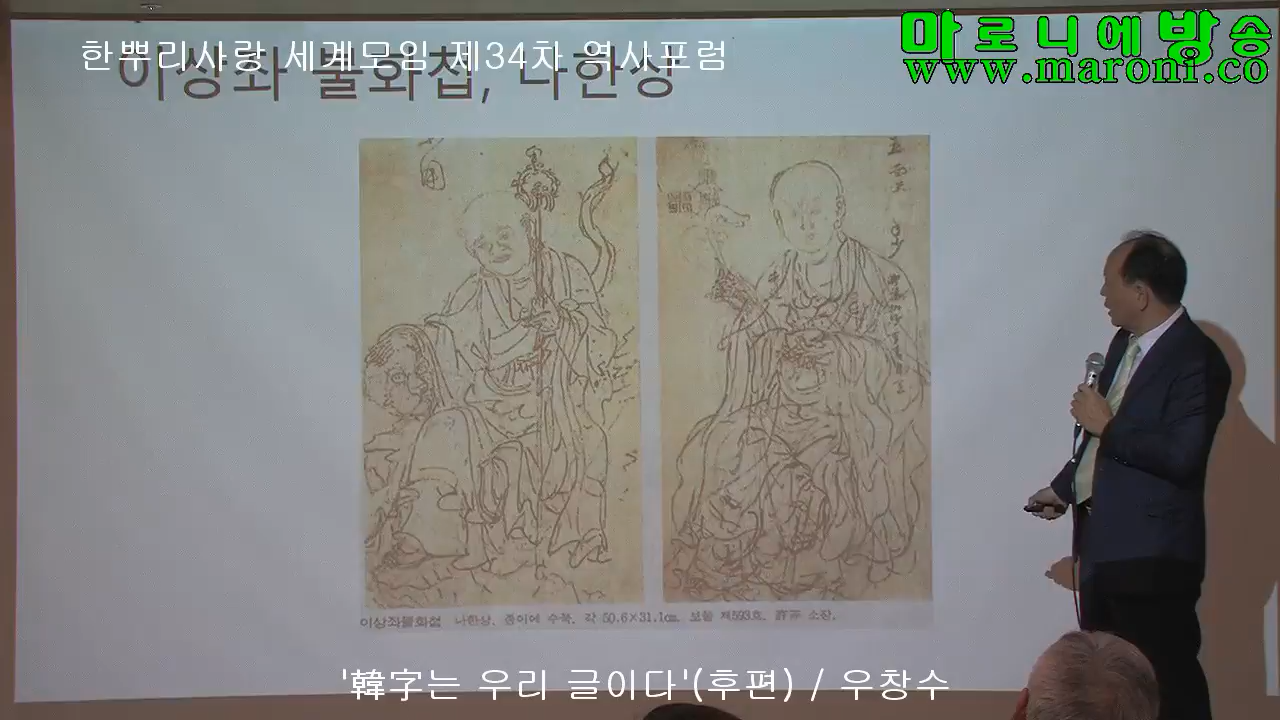 한뿌리사랑 세계모임 제34차 역사포럼
마로니에방송
www.maroni.co
이상좌 불화첩, 나한상
이상좌불화첩 나한상, 종이에 수묵, 각 50.6×31.1cm. 보물 제593호. 소장.
'韓字는 우리 글이다'(후편) / 우창수